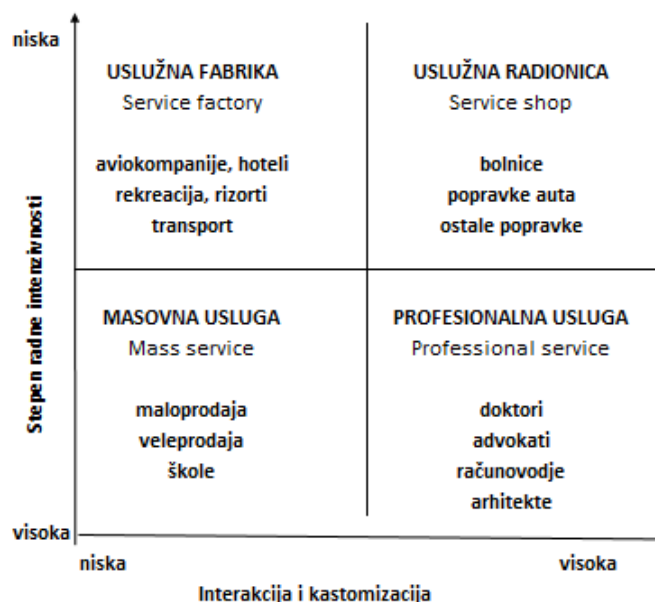 niska
USLUŽNA FABRIKA
Service factory
aviokompanije, hoteli
rekreacija, rizorti
transport
USLUŽNA RADIONICA
Service shop
bolnice
popravke auta
ostale popravke
Stepen radne intenzivnosti
MASOVNA USLUGA
Mass service
maloprodaja
veleprodaja
škole
PROFESIONALNA USLUGA
Professional service
doktori
advokati
računovodje
arhitekte
visoka
niska
visoka
Interakcija i kastomizacija